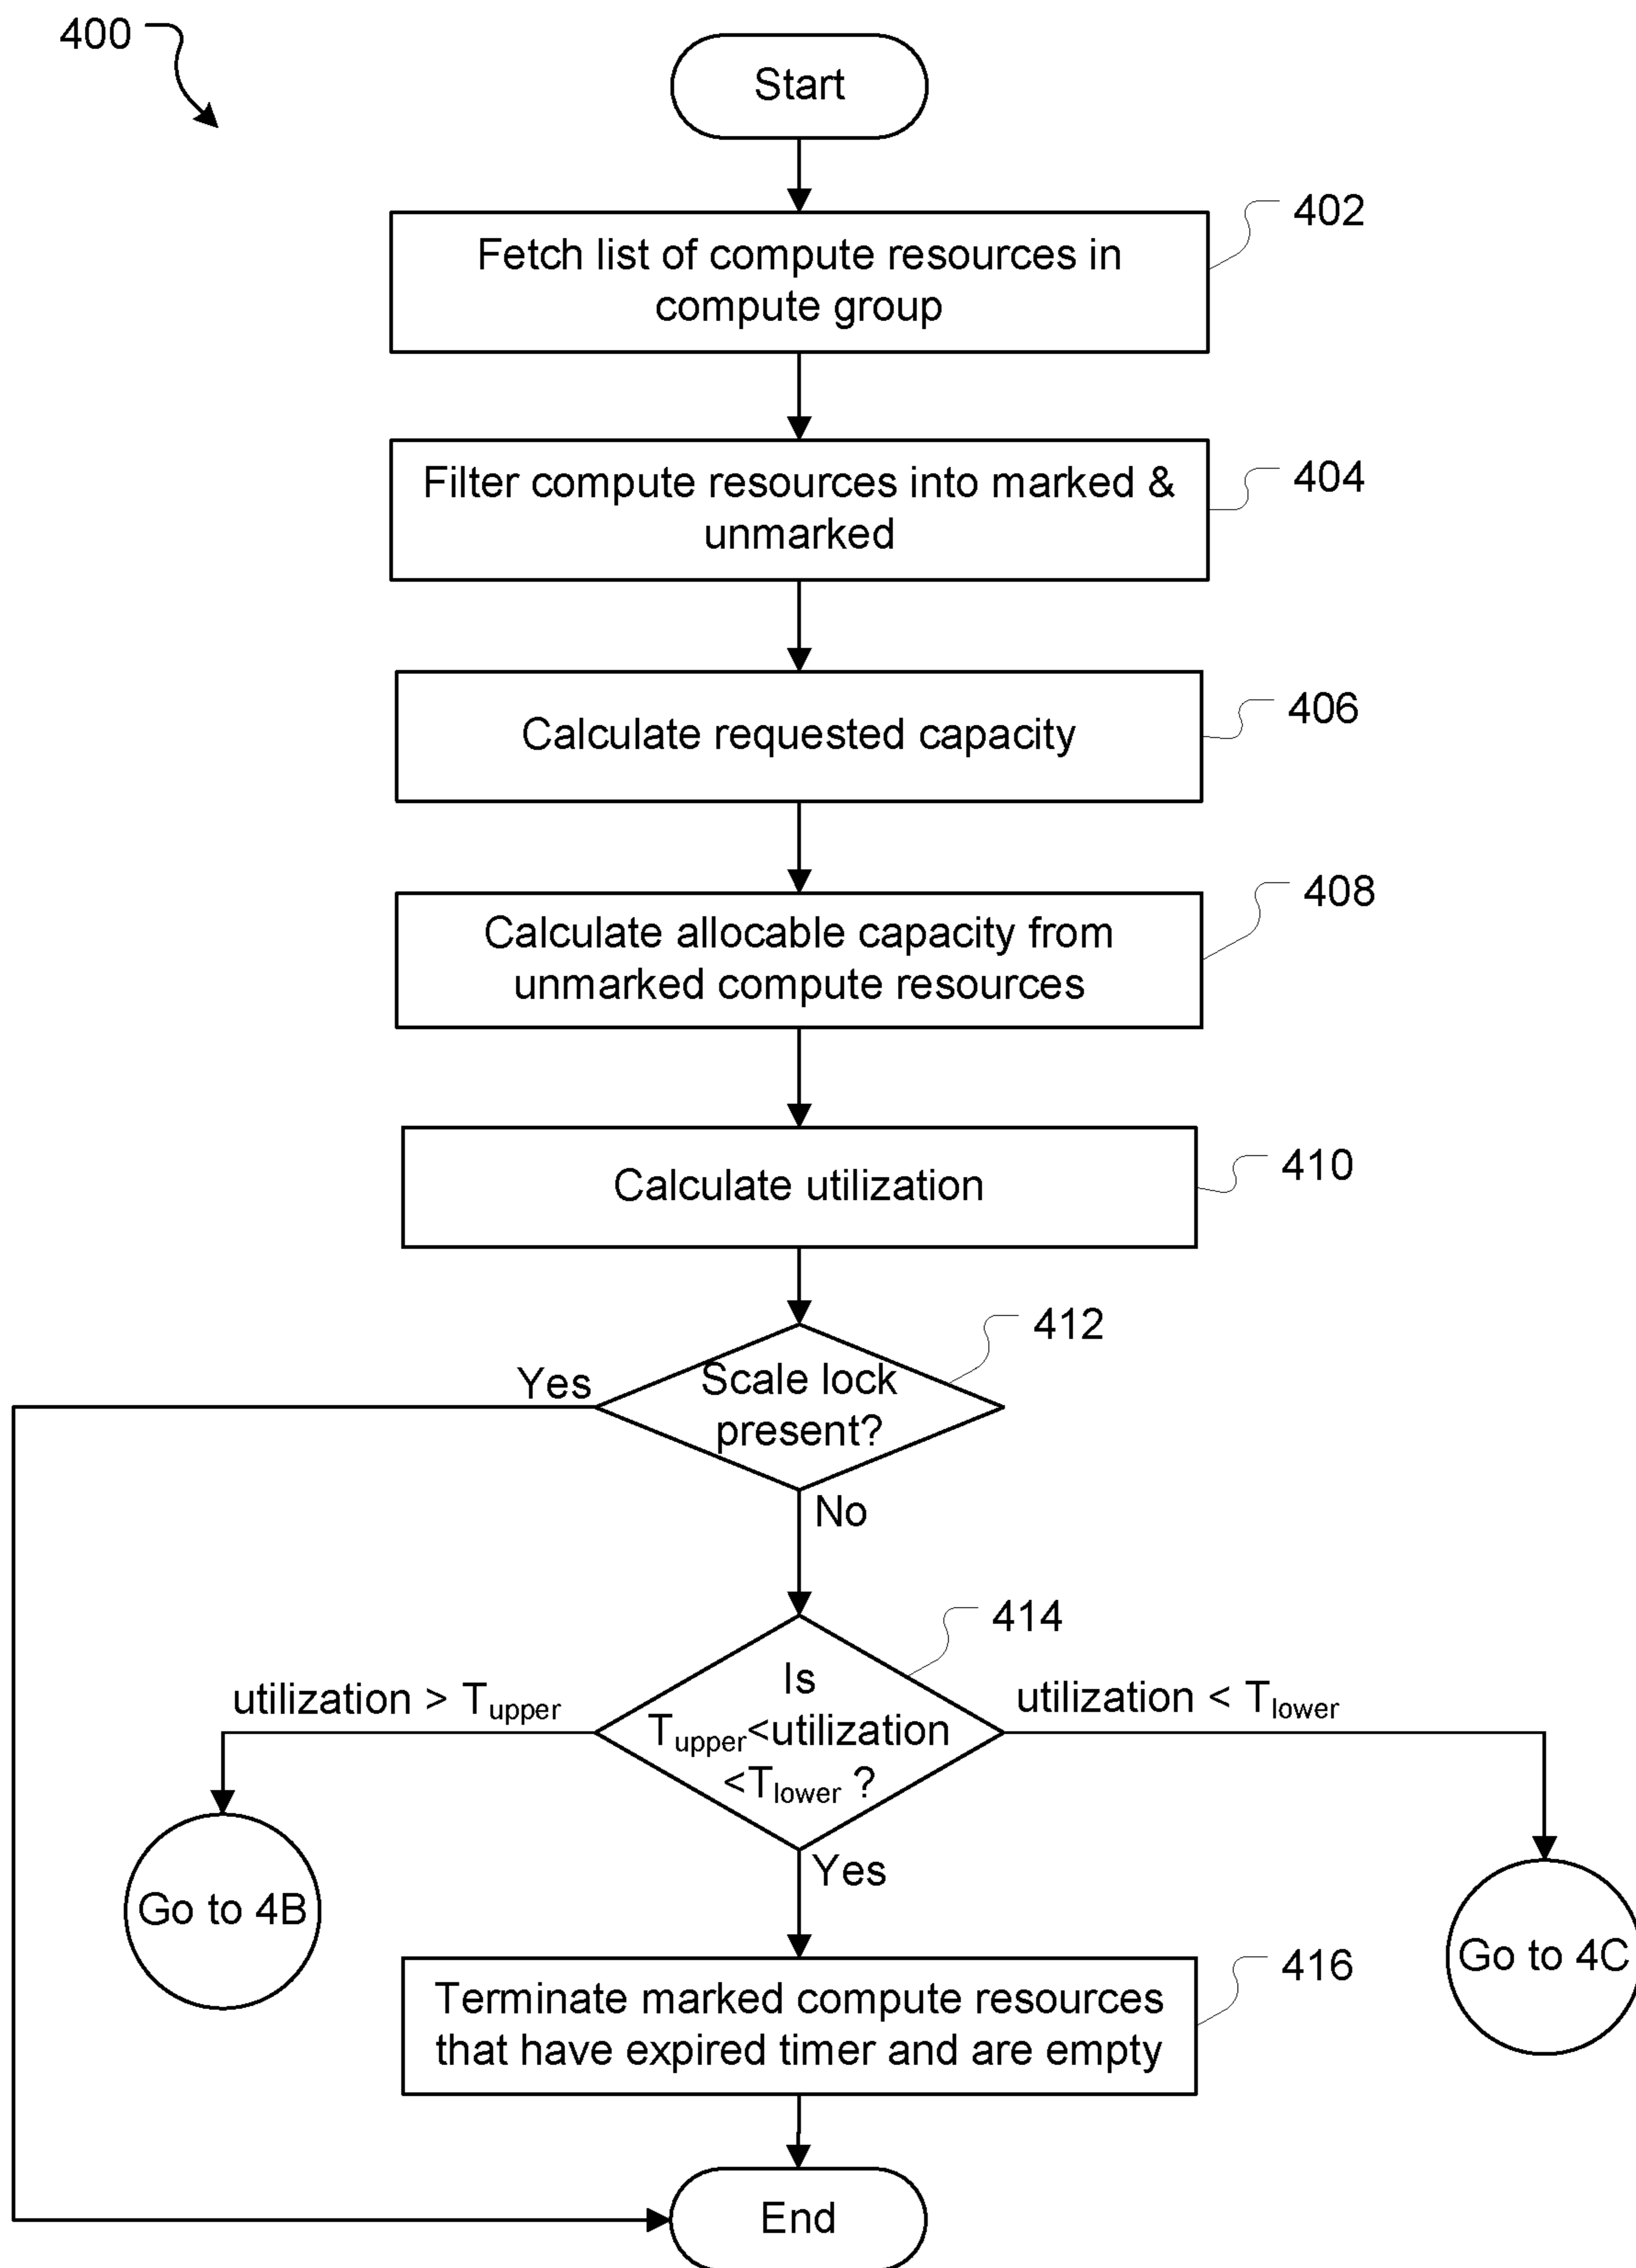 400
Start
402
Fetch list of compute resources in
compute group
404
Filter compute resources into marked &
unmarked
406
Calculate requested capacity
408
Calculate allocable capacity from
unmarked compute resources
410
Calculate utilization
412
Yes
Scale lock
present?
No
414
utilization > Tupper
Is
Tupper<utilization
<Tlower ?
utilization < Tlower
Yes
Go to 4B
Go to 4C
416
Terminate marked compute resources
that have expired timer and are empty
End